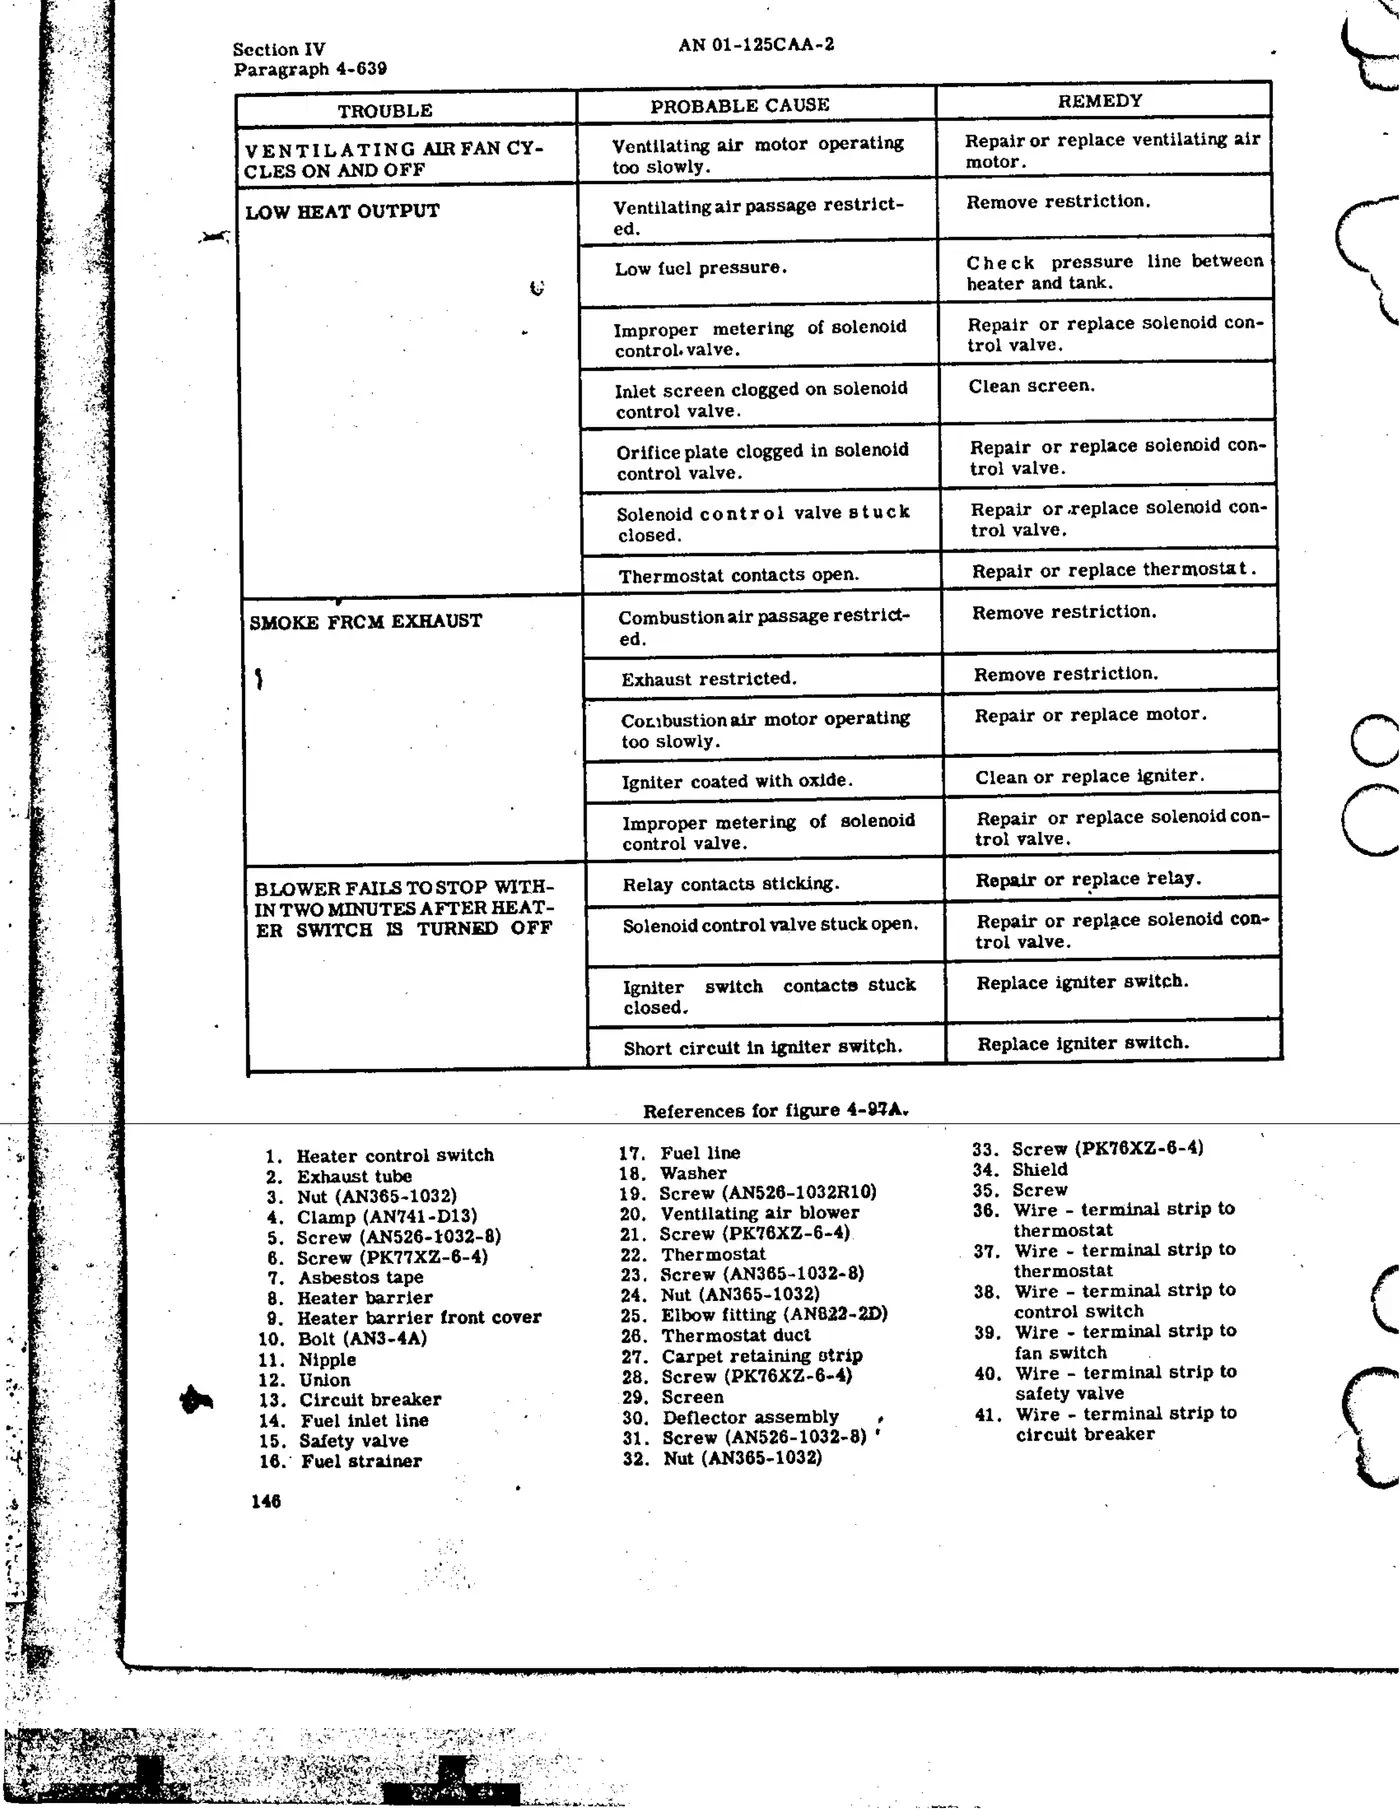 Section IV
Paragraph 4-639
AN 01-125CAA-2
TROUBLE
PROBABLE CAUSE
REMEDY
VENTILATING AIR FAN CY-
CLES ON AND OFF
Ventilating air motor operating
too slowly.
Repair or replace ventilating air
motor.
LOW HEAT OUTPUT
Ventilating air passage restrict-
ed.
Remove restriction.
Low fuel pressure.
Check pressure line between
heater and tank.
Improper metering of solenoid
control valve.
Repair or replace solenoid con-
trol valve.
Inlet screen clogged on solenoid
control valve.
Clean screen.
Orifice plate clogged in solenoid
control valve.
Repair or replace solenoid con-
trol valve.
Solenoid control valve stuck
closed.
Repair or replace solenoid con-
trol valve.
Thermostat contacts open.
Repair or replace thermostat.
SMOKE FROM EXHAUST
Combustion air passage restrict-
ed.
Remove restriction.
Exhaust restricted.
Remove restriction.
Combustion air motor operating
too slowly.
Repair or replace motor.
Igniter coated with oxide.
Clean or replace igniter.
Improper metering of solenoid
control valve.
Repair or replace solenoid con-
trol valve.
BLOWER FAILS TO STOP WITH-
IN TWO MINUTES AFTER HEAT-
ER SWITCH IS TURNED OFF
Relay contacts sticking.
Repair or replace relay.
Solenoid control valve stuck open.
Repair or replace solenoid con-
trol valve.
Igniter switch contacts stuck
closed.
Replace igniter switch.
Short circuit in igniter switch.
Replace igniter switch.
References for figure 4-97A.
1. Heater control switch
2. Exhaust tube
3. Nut (AN365-1032)
4. Clamp (AN741-D13)
5. Screw (AN526-1032-8)
6. Screw (PK77XZ-6-4)
7. Asbestos tape
8. Heater barrier
9. Heater barrier front cover
10. Bolt (AN3-4A)
11. Nipple
12. Union
13. Circuit breaker
14. Fuel inlet line
15. Safety valve
16. Fuel strainer
17. Fuel line
18. Washer
19. Screw (AN526-1032R10)
20. Ventilating air blower
21. Screw (PK76XZ-6-4)
22. Thermostat
23. Screw (AN365-1032-8)
24. Nut (AN365-1032)
25. Elbow fitting (AN822-2D)
26. Thermostat duct
27. Carpet retaining strip
28. Screw (PK76XZ-6-4)
29. Screen
30. Deflector assembly
31. Screw (AN526-1032-8)
32. Nut (AN365-1032)
33. Screw (PK76XZ-6-4)
34. Shield
35. Screw
36. Wire - terminal strip to
thermostat
37. Wire - terminal strip to
thermostat
38. Wire - terminal strip to
control switch
39. Wire - terminal strip to
fan switch
40. Wire - terminal strip to
safety valve
41. Wire - terminal strip to
circuit breaker
146